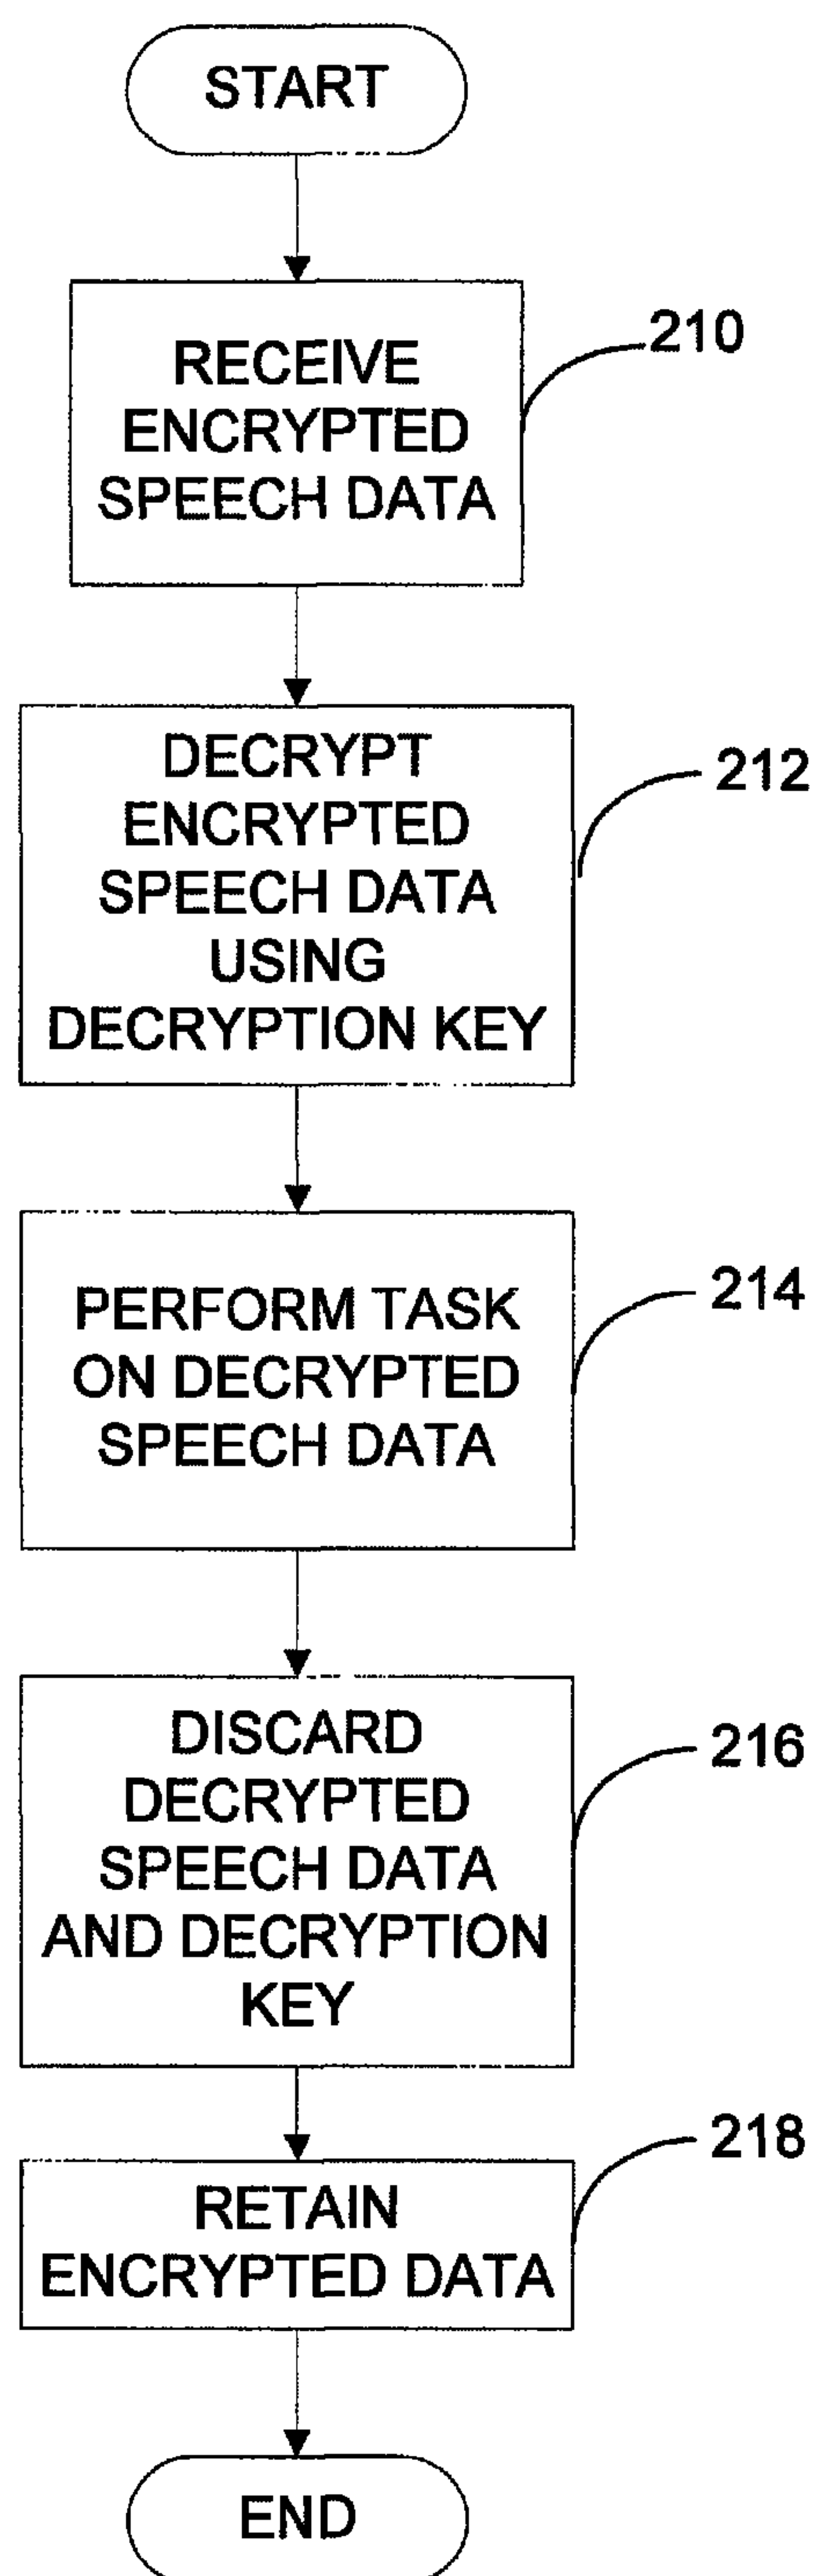 START
RECEIVE
ENCRYPTED
SPEECH DATA
210
DECRYPT
ENCRYPTED
SPEECH DATA
USING
DECRYPTION KEY
212
PERFORM TASK
ON DECRYPTED
SPEECH DATA
214
DISCARD
DECRYPTED
SPEECH DATA
AND DECRYPTION
KEY
216
RETAIN
ENCRYPTED DATA
218
END